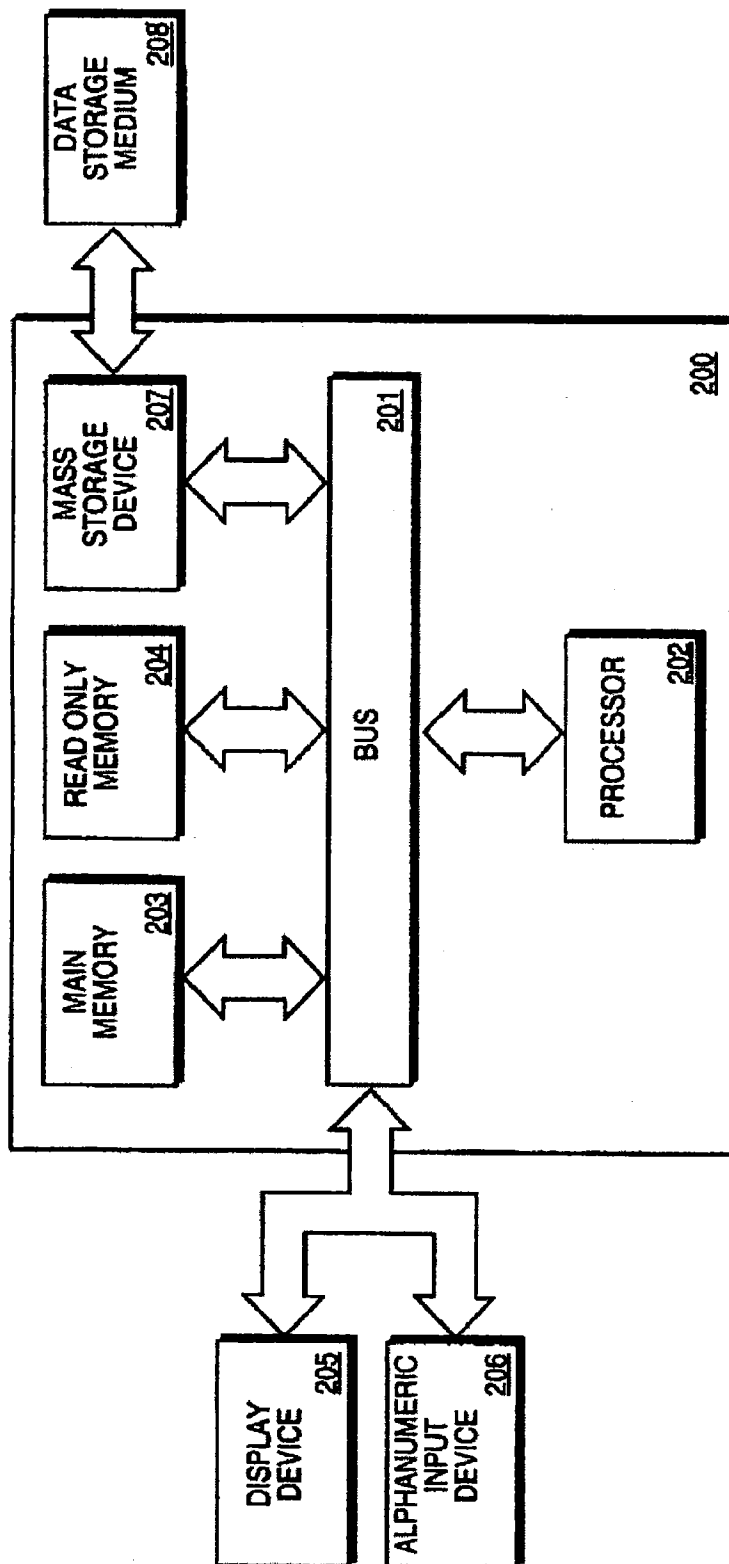 MAIN
MEMORY
203
READ ONLY
MEMORY
204
MASS
STORAGE
DEVICE
207
DATA
STORAGE
MEDIUM
208
DISPLAY
DEVICE
205
BUS
201
ALPHANUMERIC
INPUT
DEVICE
206
PROCESSOR
202
200